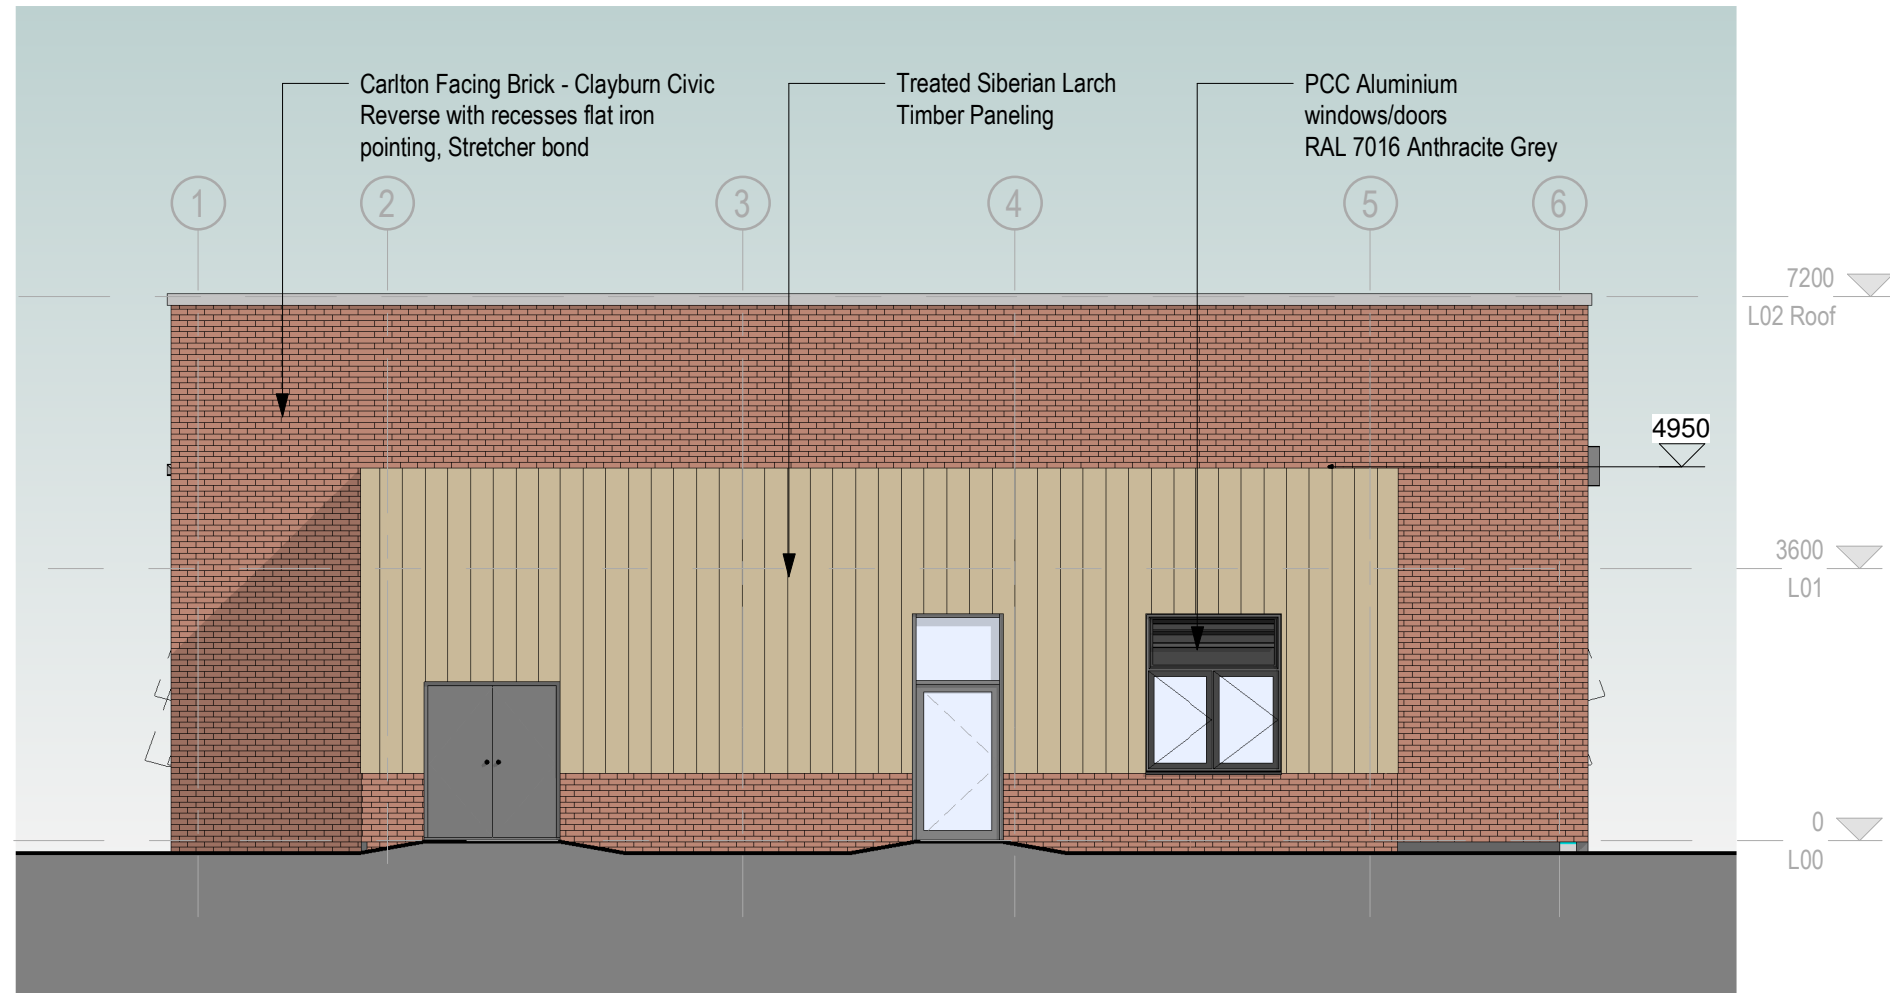 Carlton Facing Brick - Clayburn Civic
Reverse with recesses flat iron
pointing, Stretcher bond
Treated Siberian Larch
Timber Paneling
PCC Aluminium
windows/doors
RAL 7016 Anthracite Grey
1
2
3
4
5
6
7200
L02 Roof
4950
3600
L01
0
L00